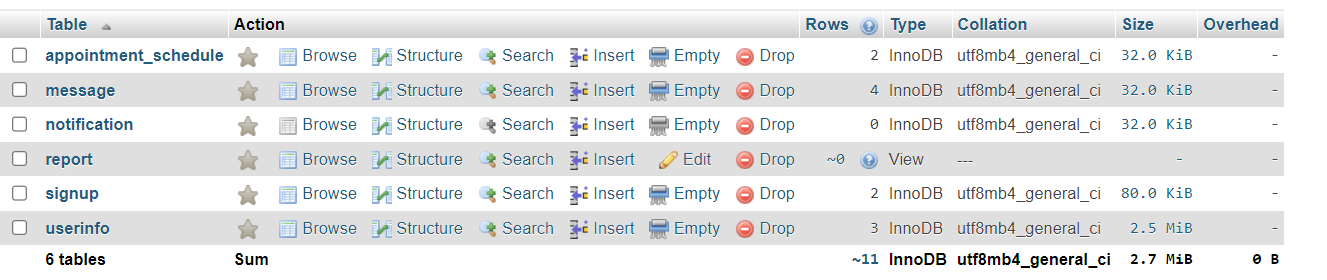 Table Action Rows Type Collation Size Overhead
appointment_schedule Browse Structure Search Insert Empty Drop 2 InnoDB utf8mb4_general_ci 32.0 KiB -
message Browse Structure Search Insert Empty Drop 4 InnoDB utf8mb4_general_ci 32.0 KiB -
notification Browse Structure Search Insert Empty Drop 0 InnoDB utf8mb4_general_ci 32.0 KiB -
report Browse Structure Search Insert Edit Drop ~0 View --- - -
signup Browse Structure Search Insert Empty Drop 2 InnoDB utf8mb4_general_ci 80.0 KiB -
userinfo Browse Structure Search Insert Empty Drop 3 InnoDB utf8mb4_general_ci 2.5 MiB -
6 tables Sum ~11 InnoDB utf8mb4_general_ci 2.7 MiB 0 B